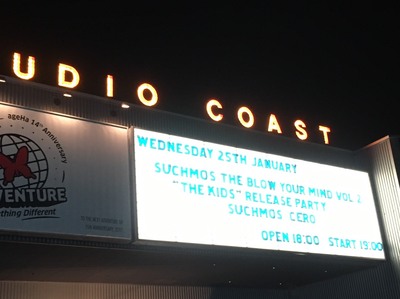 UDIO COAST
ageHa 14th Anniversary
VENTURE
thing Different
WEDNESDAY 25TH JANUARY
SUCHMOS THE BLOW YOUR MIND VOL 2
"THE KIDS" RELEASE PARTY
SUCHMOS CERO
OPEN 18:00 START 19:00